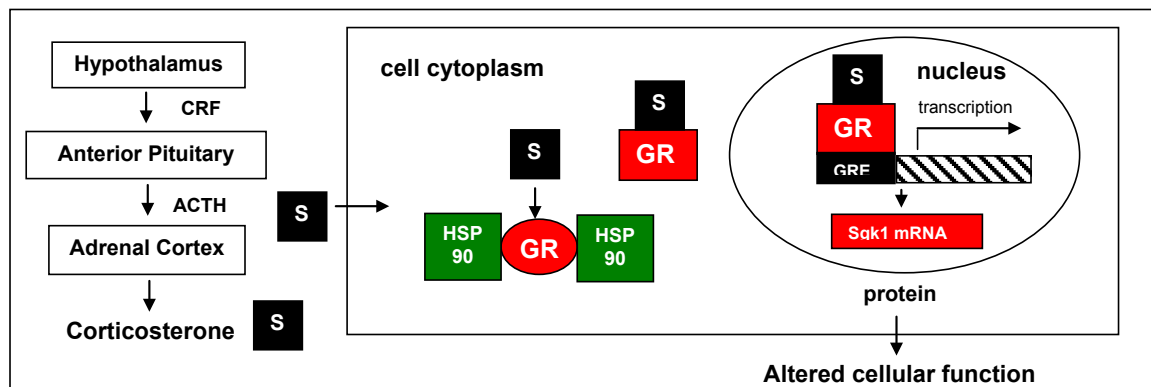 Hypothalamus
CRF
Anterior Pituitary
ACTH
Adrenal Cortex
Corticosterone
S
S
cell cytoplasm
S
S
GR
HSP
90
GR
HSP
90
nucleus
S
GR
transcription
GRE
Sgk1 mRNA
protein
Altered cellular function